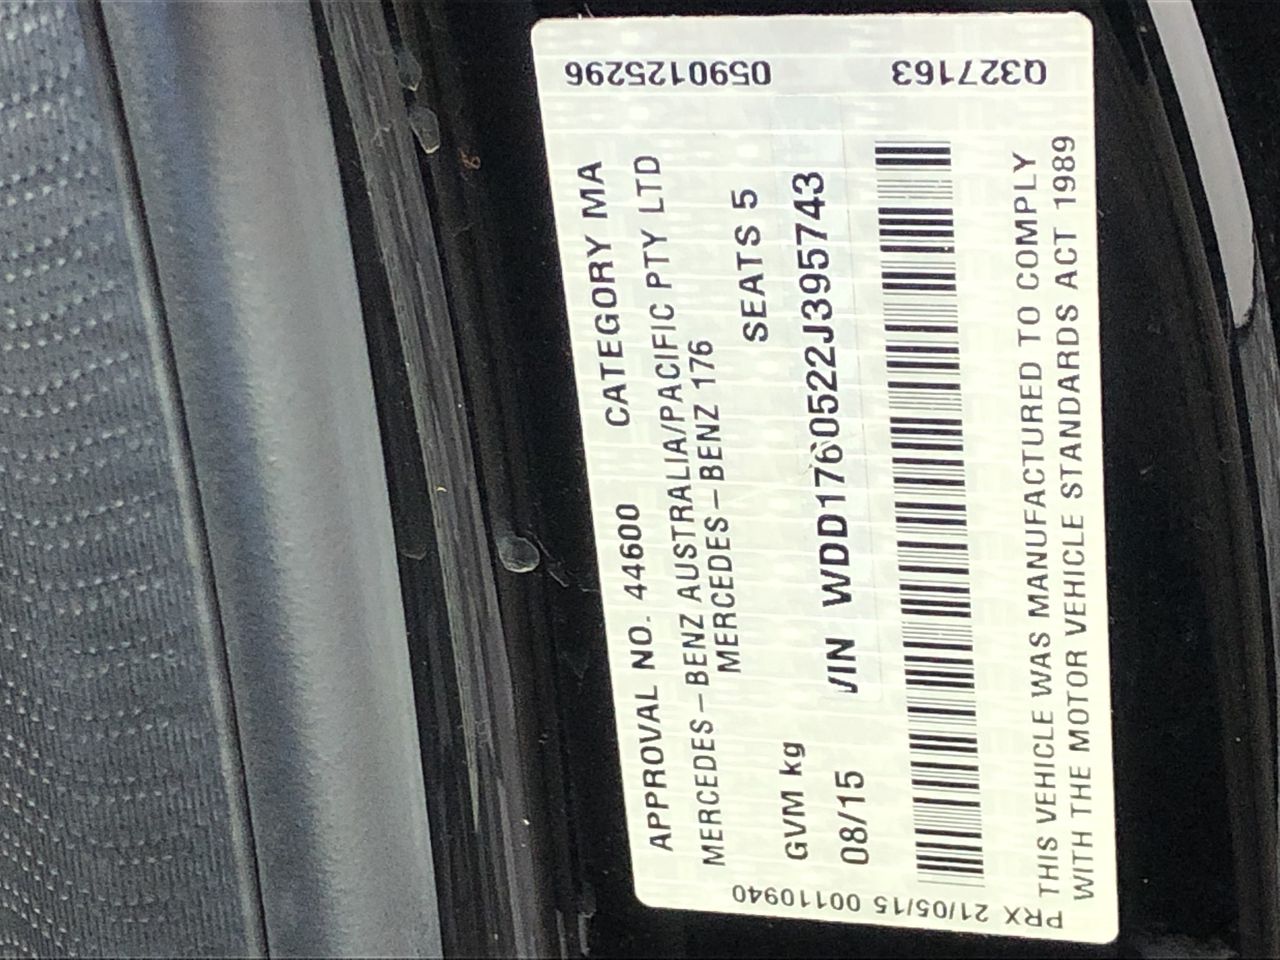 APPROVAL NO. 44600 CATEGORY MA
MERCEDES-BENZ AUSTRALIA/PACIFIC PTY LTD
MERCEDES-BENZ 176
GVM kg SEATS 5
08/15 VIN WDD1760522J395743
THIS VEHICLE WAS MANUFACTURED TO COMPLY
WITH THE MOTOR VEHICLE STANDARDS ACT 1989
0590125296
Q327163
PRX 21/05/15 00110940